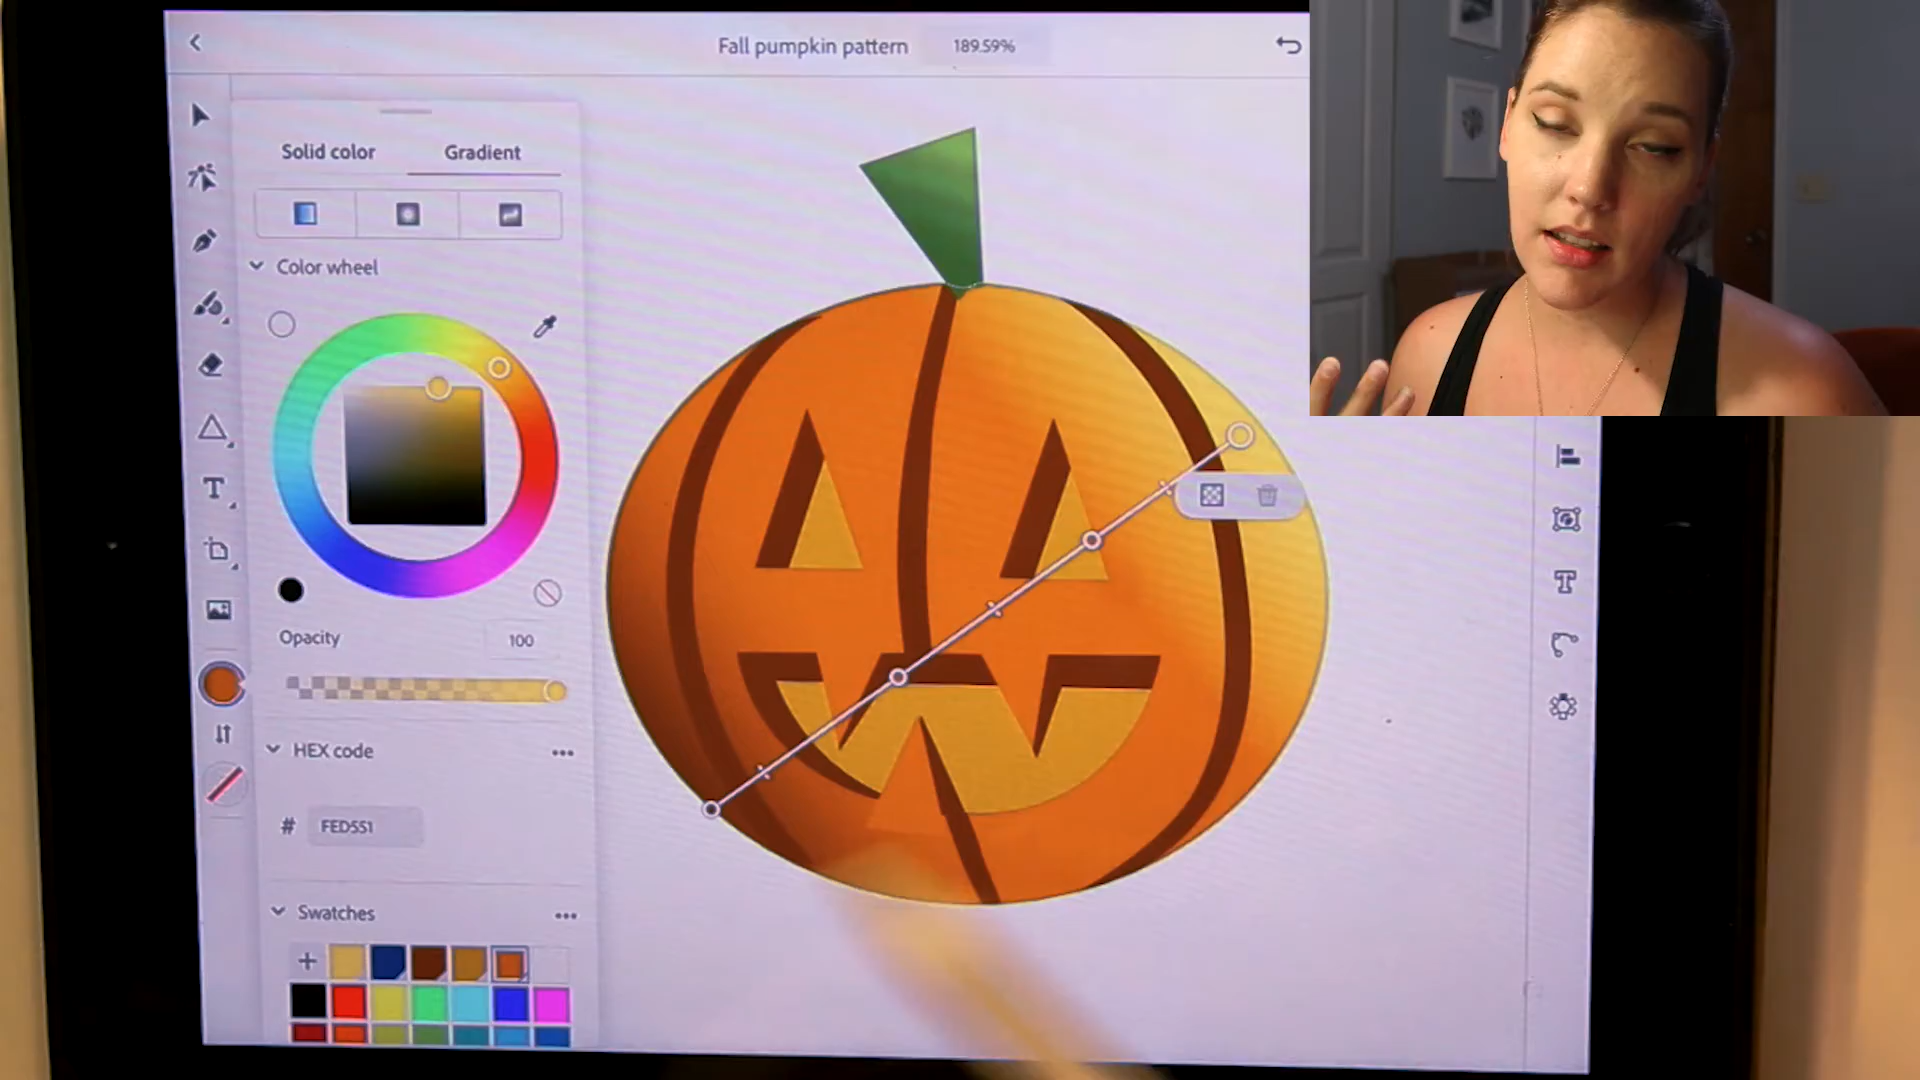 Fall pumpkin pattern 189.59%
Solid color Gradient
Color wheel
Opacity 100
HEX code
# FED551
Swatches